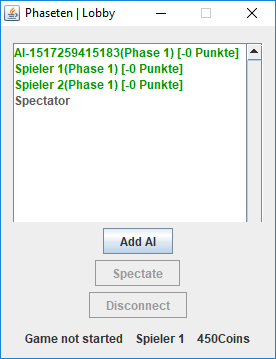 Phaseten | Lobby
AI-1517259415183(Phase 1) [-0 Punkte]
Spieler 1(Phase 1) [-0 Punkte]
Spieler 2(Phase 1) [-0 Punkte]
Spectator
Add AI
Spectate
Disconnect
Game not started Spieler 1 450Coins